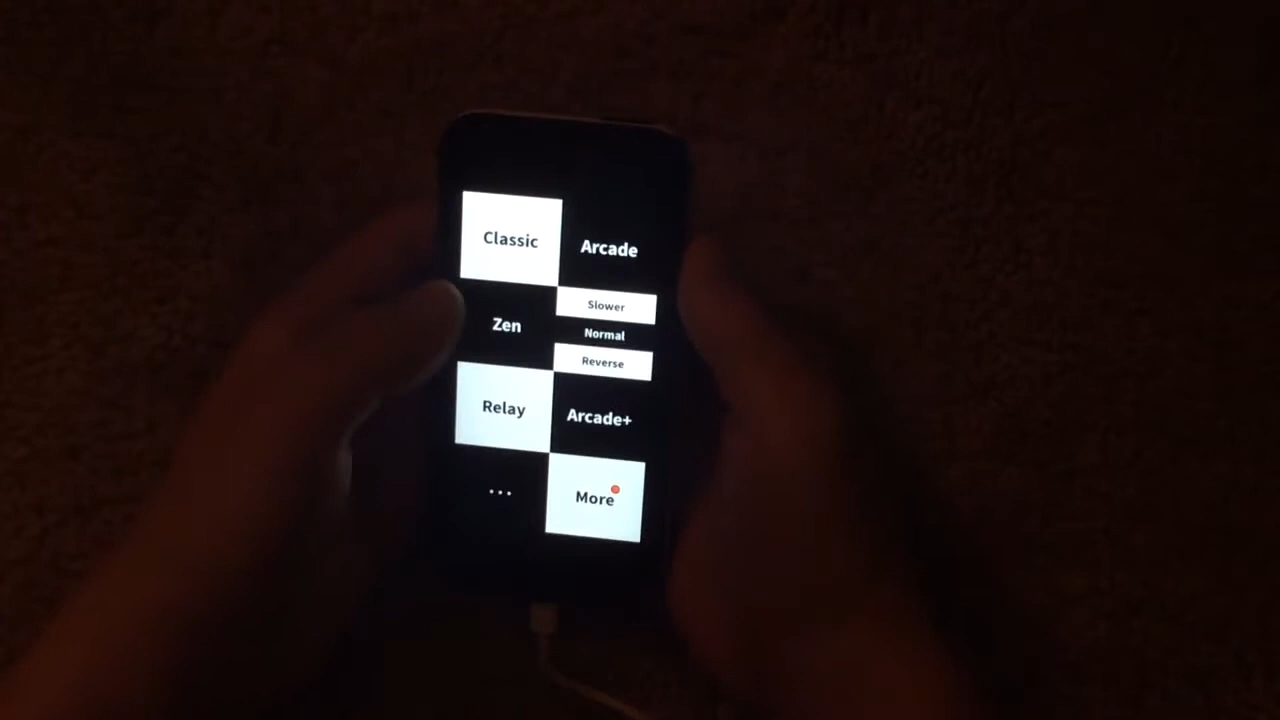 Classic
Arcade
Zen
Slower
Normal
Reverse
Relay
Arcade+
...
More